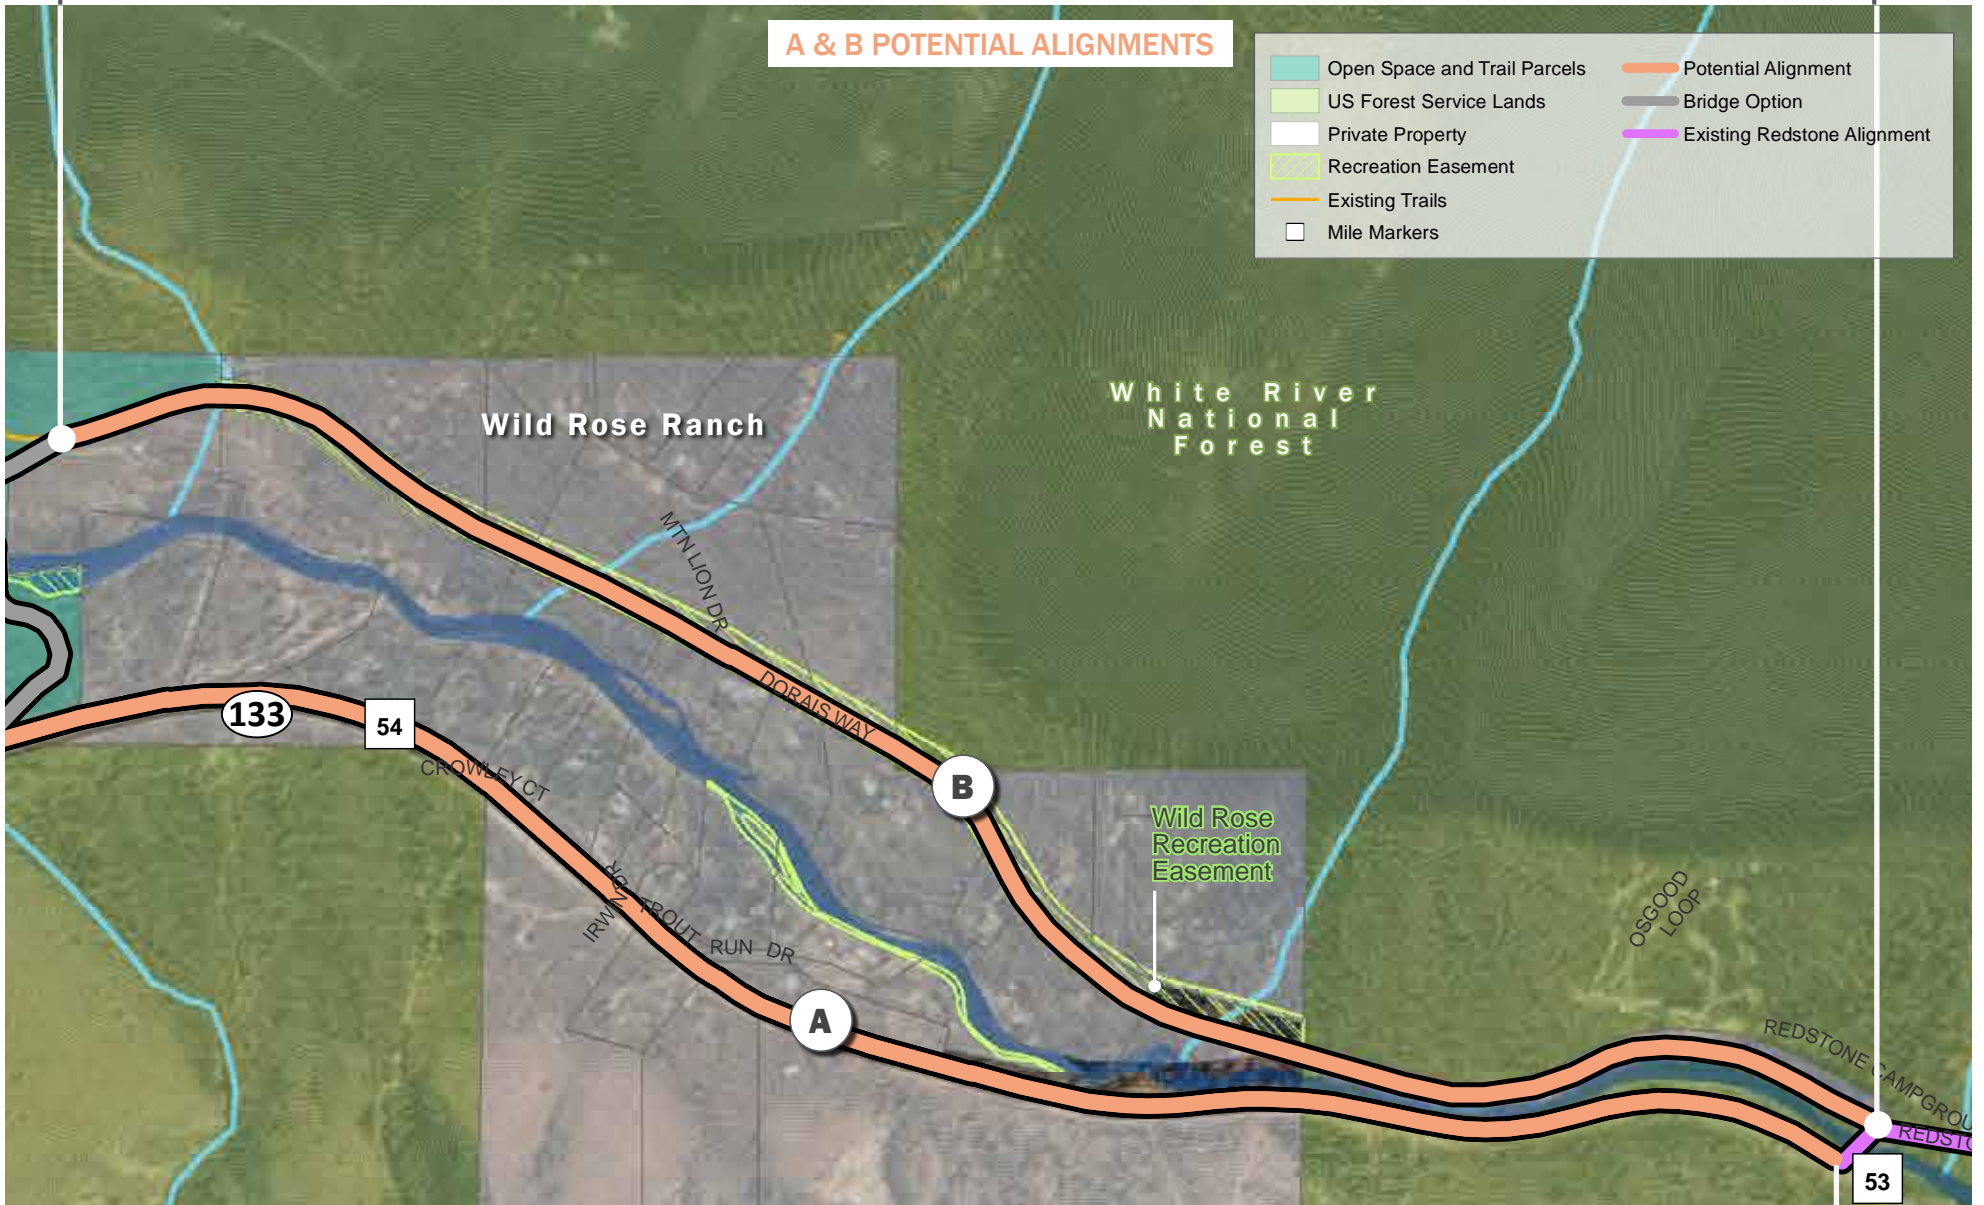 A & B POTENTIAL ALIGNMENTS
Open Space and Trail Parcels
US Forest Service Lands
Private Property
Recreation Easement
Existing Trails
Mile Markers
Potential Alignment
Bridge Option
Existing Redstone Alignment
White River
National
Forest
Wild Rose Ranch
MTN LION DR
DORAIS WAY
133
54
CROWLEY CT
B
Wild Rose
Recreation
Easement
IRWIN DR
TROUT RUN DR
A
OSGOOD
LOOP
REDSTONE CAMPGROU
REDSTO
53